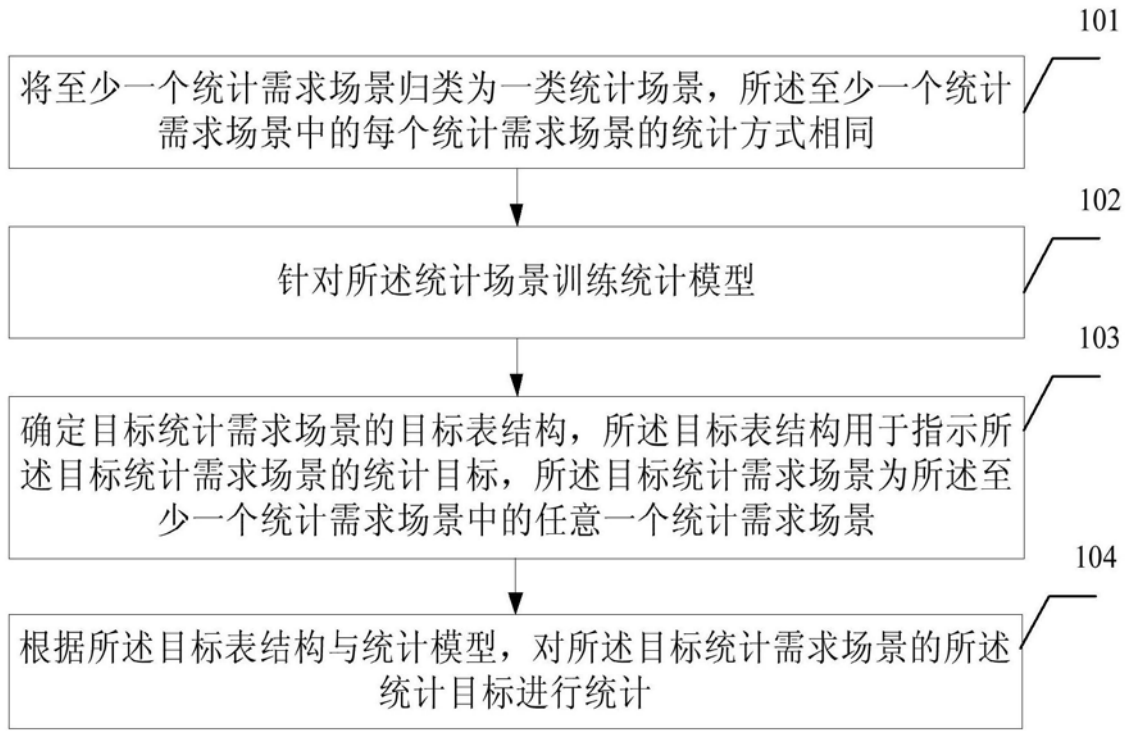 101
将至少一个统计需求场景归类为一类统计场景，所述至少一个统计
需求场景中的每个统计需求场景的统计方式相同
102
针对所述统计场景训练统计模型
103
确定目标统计需求场景的目标表结构，所述目标表结构用于指示所
述目标统计需求场景的统计目标，所述目标统计需求场景为所述至
少一个统计需求场景中的任意一个统计需求场景
104
根据所述目标表结构与统计模型，对所述目标统计需求场景的所述
统计目标进行统计